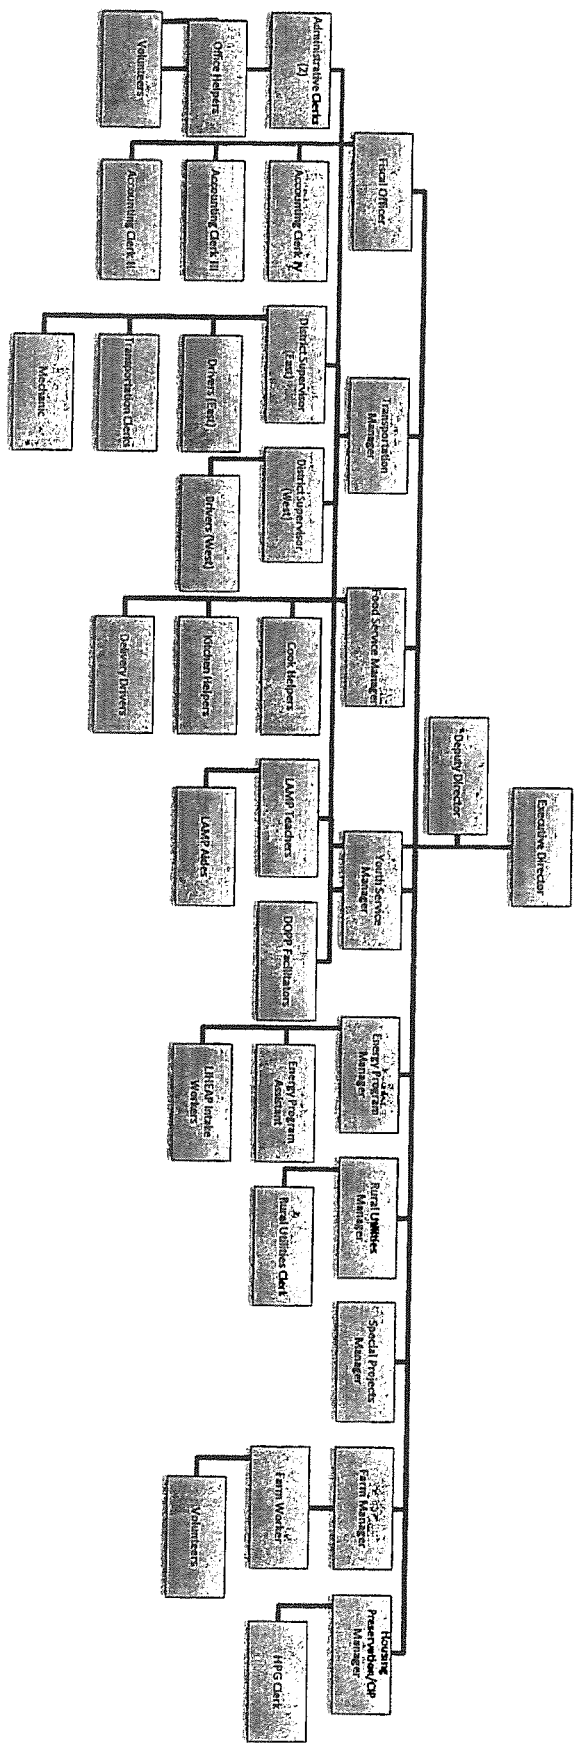 Executive Director
Deputy Director
Fiscal Officer
Transportation
Manager
Food Service Manager
Youth Service
Manager
Energy Program
Manager
Rural Utilities
Manager
Special Projects
Manager
Farm Manager
Housing
Preservation/CIP
Manager
Administrative Clerks
(2)
Office Helpers
Volunteers
Accounting Clerk IV
Accounting Clerk III
Accounting Clerk II
District Supervisor
(East)
Drivers (East)
Transportation Clerks
Mechanic
District Supervisor
(West)
Drivers (West)
Cook Helpers
Kitchen Helpers
Delivery Drivers
LAMP Teachers
LAMP Aides
DOPP Facilitators
Energy Program
Assistant
LIHEAP Intake
Workers
Rural Utilities Clerk
Farm Worker
Volunteers
HPG Clerk